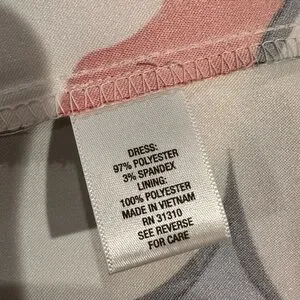 DRESS:
97% POLYESTER
3% SPANDEX
LINING:
100% POLYESTER
MADE IN VIETNAM
RN 31310
SEE REVERSE
FOR CARE